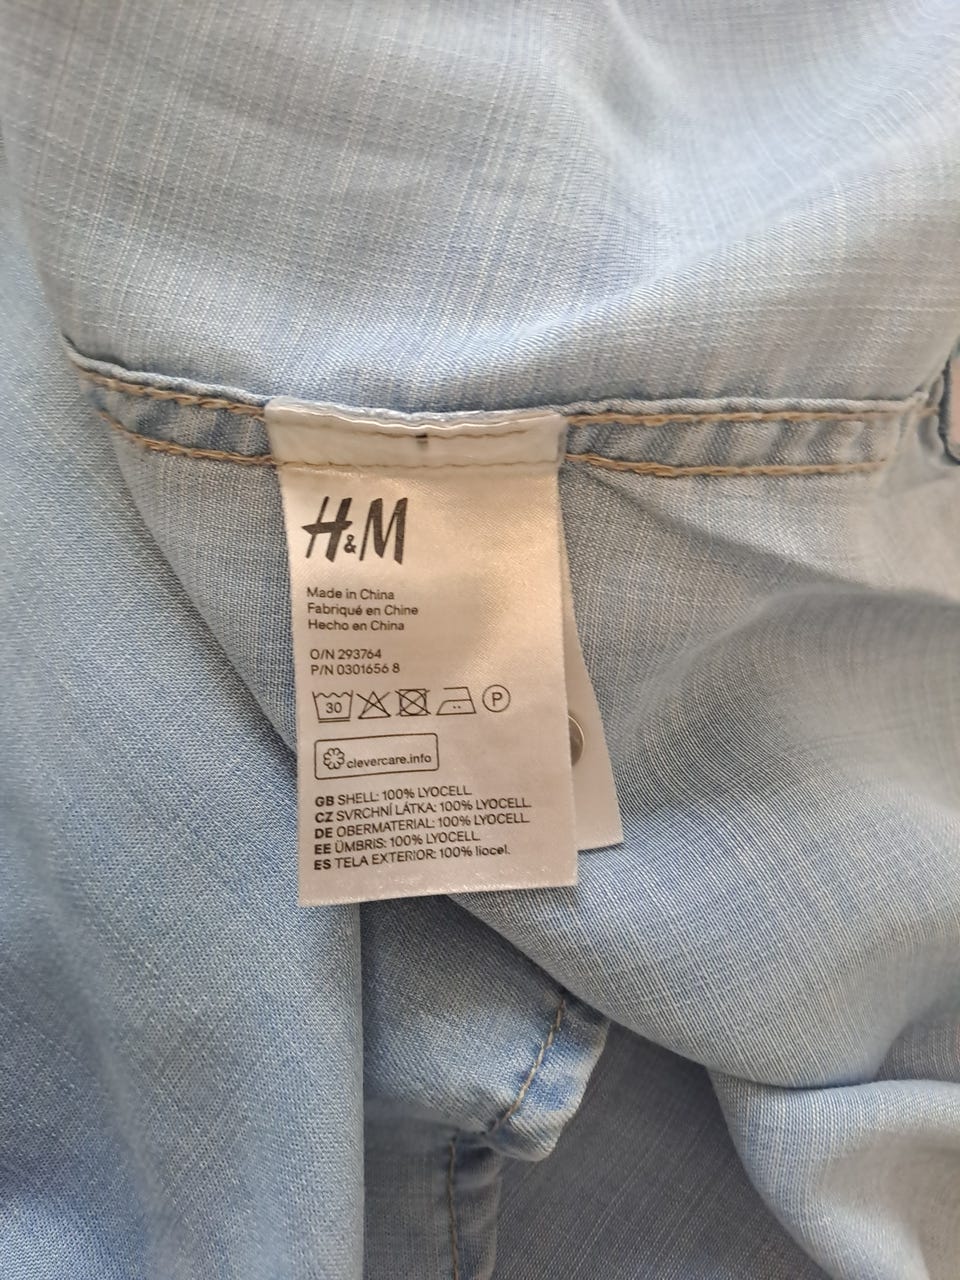 H&M
Made in China
Fabriqué en Chine
Hecho en China
O/N 293764
P/N 0301656 8
30 P
clevercare.info
GB SHELL: 100% LYOCELL
CZ SVRCHNÍ LÁTKA: 100% LYOCELL
DE OBERMATERIAL: 100% LYOCELL
EE ÜMBRIS: 100% LYOCELL
ES TELA EXTERIOR: 100% liocel.